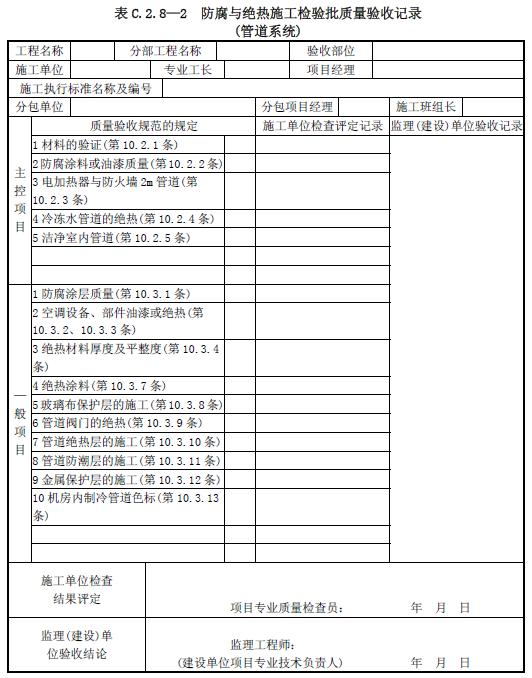 表 C.2.8—2 防腐与绝热施工检验批质量验收记录
(管道系统)
工程名称 分部工程名称 验收部位
施工单位 专业工长 项目经理
施工执行标准名称及编号
分包单位 分包项目经理 施工班组长
质量验收规范的规定 施工单位检查评定记录 监理(建设)单位验收记录
主控项目
1 材料的验证(第 10.2.1 条)
2 防腐涂料或油漆质量(第 10.2.2 条)
3 电加热器与防火墙 2m 管道(第
10.2.3 条)
4 冷冻水管道的绝热(第 10.2.4 条)
5 洁净室内管道(第 10.2.5 条)
一般项目
1 防腐涂层质量(第 10.3.1 条)
2 空调设备、部件油漆或绝热(第
10.3.2、10.3.3 条)
3 绝热材料厚度及平整度(第 10.3.4
条)
4 绝热涂料(第 10.3.7 条)
5 玻璃布保护层的施工(第 10.3.8 条)
6 管道阀门的绝热(第 10.3.9 条)
7 管道绝热层的施工(第 10.3.10 条)
8 管道防潮层的施工(第 10.3.11 条)
9 金属保护层的施工(第 10.3.12 条)
10 机房内制冷管道色标(第 10.3.13
条)
施工单位检查
结果评定
项目专业质量检查员： 年 月 日
监理(建设)单
位验收结论
监理工程师：
(建设单位项目专业技术负责人) 年 月 日